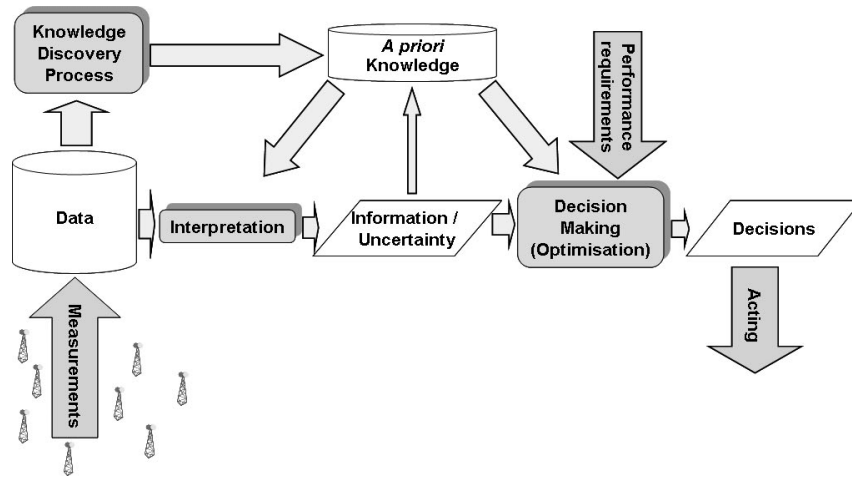 Knowledge
Discovery
Process
A priori
Knowledge
Performance
requirements
Data
Interpretation
Information /
Uncertainty
Decision
Making
(Optimisation)
Decisions
Measurements
Acting